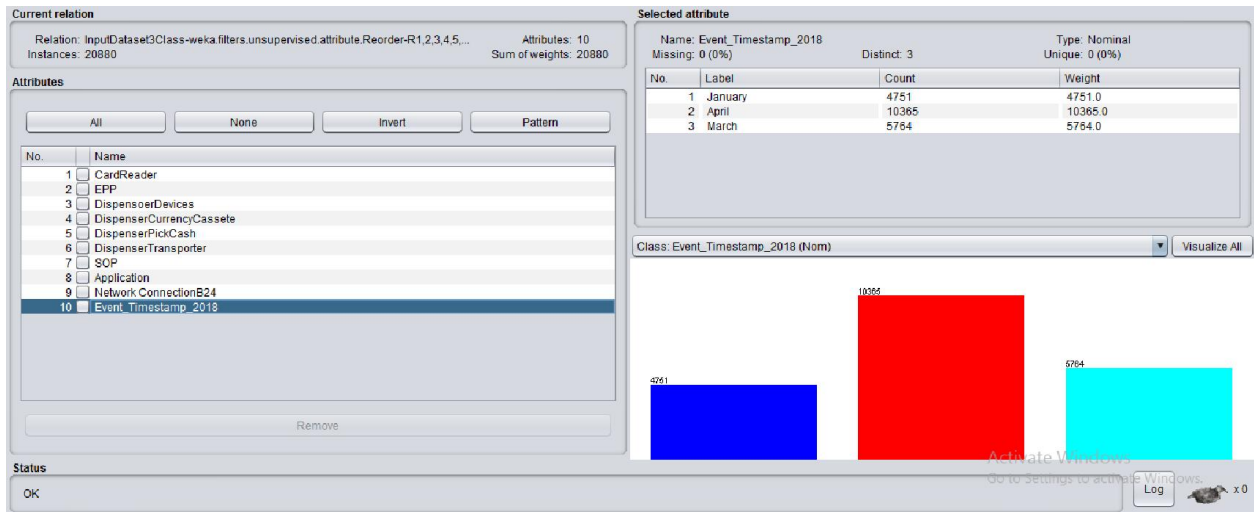 Current relation
Relation: InputDataset3Class-weka.filters.unsupervised.attribute.Reorder-R1,2,3,4,5,... Attributes: 10
Instances: 20880 Sum of weights: 20880
Attributes
All None Invert Pattern
No. Name
1 CardReader
2 EPP
3 DispensoerDevices
4 DispenserCurrencyCassete
5 DispenserPickCash
6 DispenserTransporter
7 SOP
8 Application
9 Network ConnectionB24
10 Event_Timestamp_2018
Remove
Selected attribute
Name: Event_Timestamp_2018 Type: Nominal
Missing: 0 (0%) Distinct: 3 Unique: 0 (0%)
No. Label Count Weight
1 January 4751 4751.0
2 April 10365 10365.0
3 March 5764 5764.0
Class: Event_Timestamp_2018 (Nom) Visualize All
10365
5764
4751
Activate Windows
Go to Settings to activate Windows.
Status
OK
Log x 0